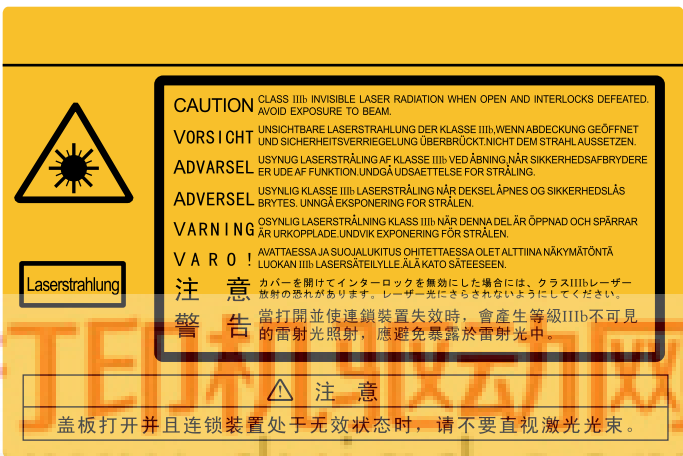 CAUTION CLASS IIIb INVISIBLE LASER RADIATION WHEN OPEN AND INTERLOCKS DEFEATED.
AVOID EXPOSURE TO BEAM.
VORSICHT UNSICHTBARE LASERSTRAHLUNG DER KLASSE IIIb,WENN ABDECKUNG GEÖFFNET
UND SICHERHEITSVERRIEGELUNG ÜBERBRÜCKT.NICHT DEM STRAHL AUSSETZEN.
ADVARSEL USYNUG LASERSTRÅLING AF KLASSE IIIb VED ÅBNING,NÅR SIKKERHEDSAFBRYDERE
ER UDE AF FUNKTION.UNDGÅ UDSAETTELSE FOR STRÅLING.
ADVERSEL USYNLIG KLASSE IIIb LASERSTRÅLING NÅR DEKSEL ÅPNES OG SIKKERHEDSLÅS
BRYTES. UNNGÅ EKSPONERING FOR STRÅLEN.
VARNING OSYNLIG LASERSTRÅLNING KLASS IIIb NÄR DENNA DEL ÄR ÖPPNAD OCH SPÄRRAR
ÄR URKOPPLADE.UNDVIK EXPONERING FÖR STRÅLEN.
VARO! AVATTAESSA JA SUOJALUKITUS OHITETTAESSA OLET ALTTIINA NÄKYMÄTÖNTÄ
LUOKAN IIIb LASERSÄTEILYLLE.ÄLÄ KATO SÄTEESEEN.
注意 カバーを開けてインターロックを無効にした場合には、クラスIIIbレーザー
放射の恐れがあります。レーザー光にさらされないようにしてください。
警告 當打開並使連鎖裝置失效時，會產生等級IIIb不可見
的雷射光照射，應避免暴露於雷射光中。
Laserstrahlung
注意
盖板打开并且连锁装置处于无效状态时，请不要直视激光光束。
打印机驱动网